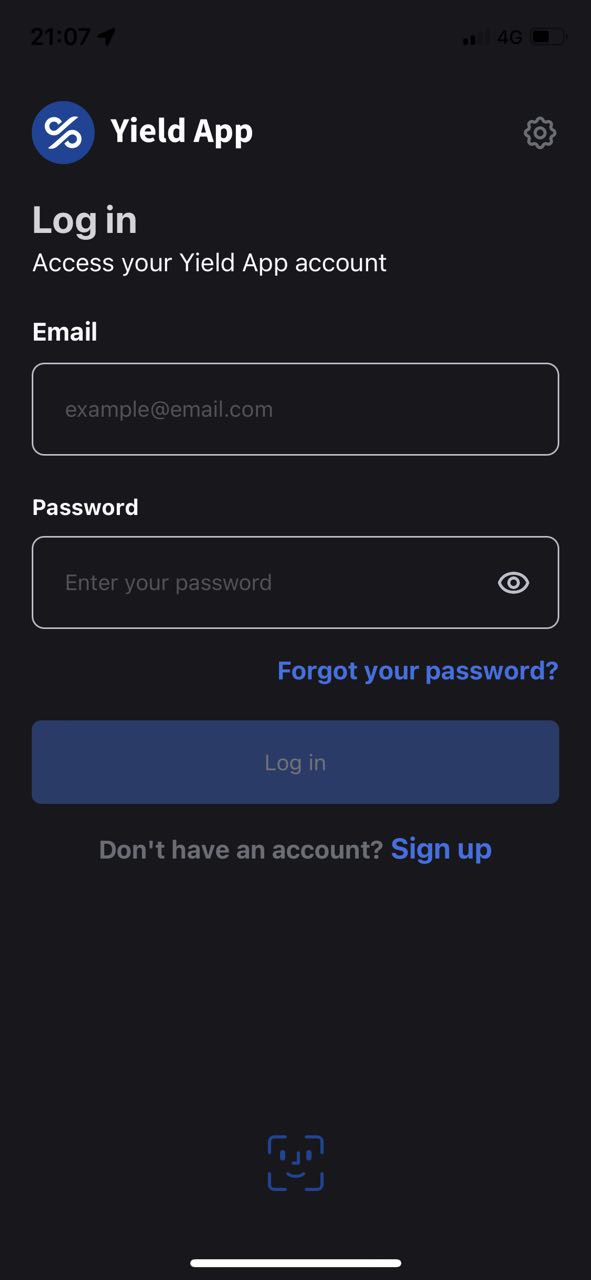 21:07
4G
Yield App
Log in
Access your Yield App account
Email
example@email.com
Password
Enter your password
Forgot your password?
Log in
Don't have an account? Sign up